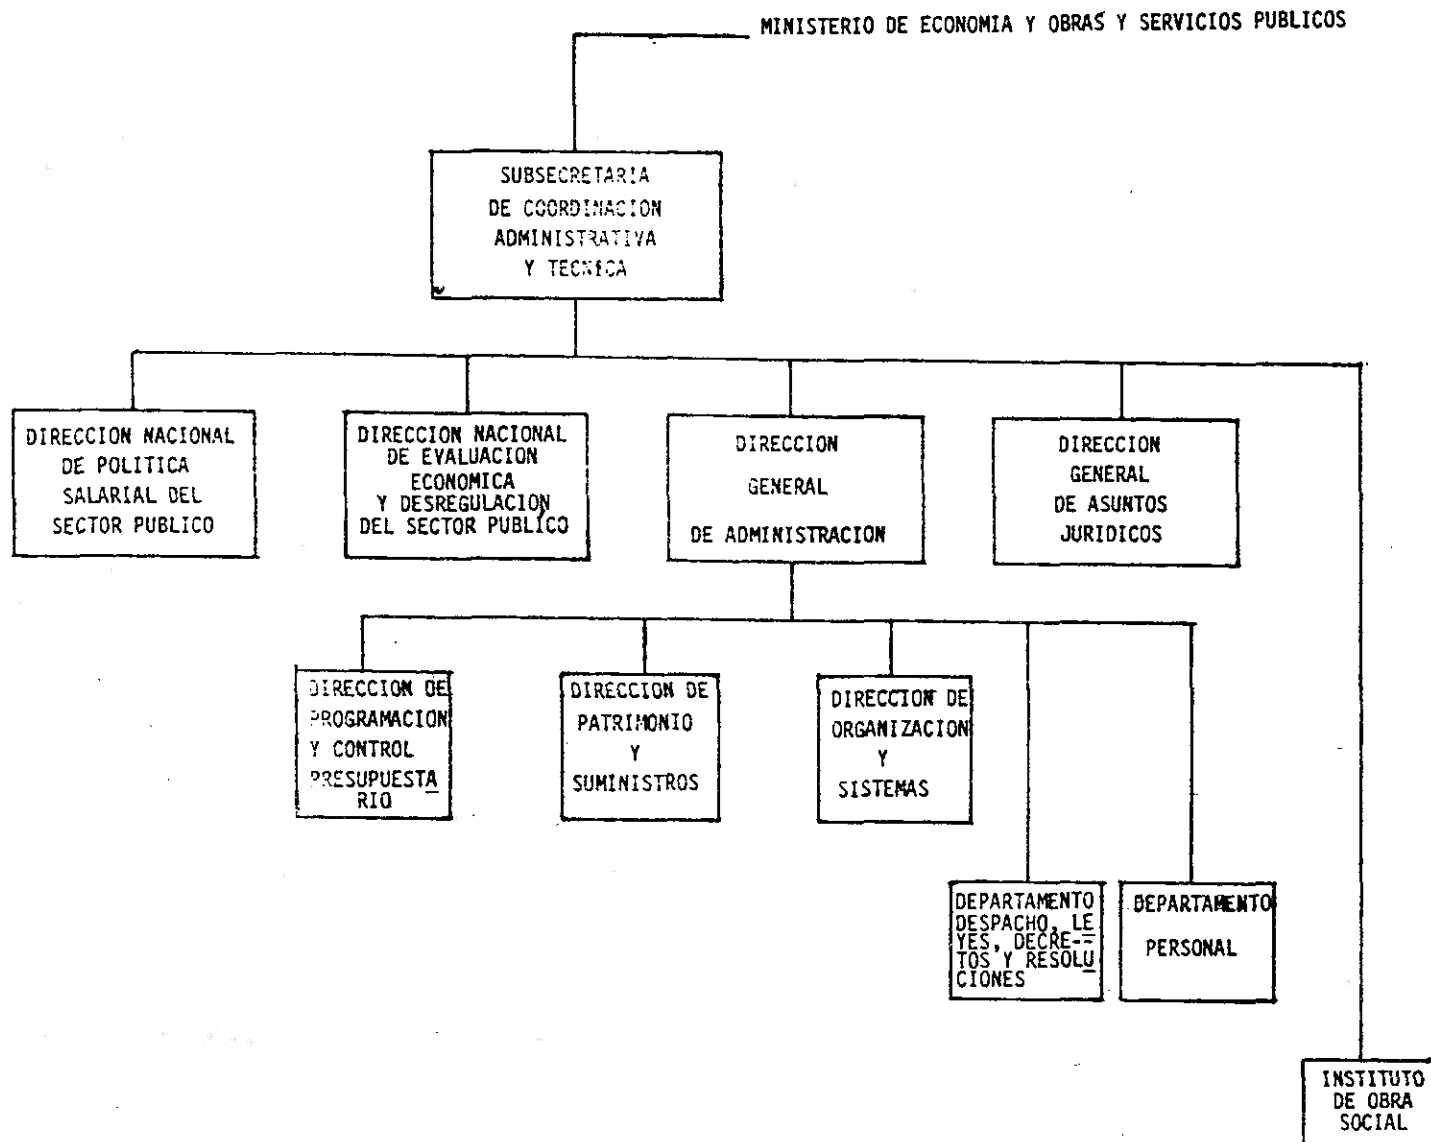 MINISTERIO DE ECONOMIA Y OBRAS Y SERVICIOS PUBLICOS
SUBSECRETARIA
DE COORDINACION
ADMINISTRATIVA
Y TECNICA
DIRECCION NACIONAL
DE POLITICA
SALARIAL DEL
SECTOR PUBLICO
DIRECCION NACIONAL
DE EVALUACION
ECONOMICA
Y DESREGULACION
DEL SECTOR PUBLICO
DIRECCION
GENERAL
DE ADMINISTRACION
DIRECCION
GENERAL
DE ASUNTOS
JURIDICOS
DIRECCION DE
PROGRAMACION
Y CONTROL
PRESUPUESTA
RIO
DIRECCION DE
PATRIMONIO
Y
SUMINISTROS
DIRECCION DE
ORGANIZACION
Y
SISTEMAS
DEPARTAMENTO
DESPACHO, LE
YES, DECRE--
TOS Y RESOLU
CIONES
DEPARTAMENTO
PERSONAL
INSTITUTO
DE OBRA
SOCIAL